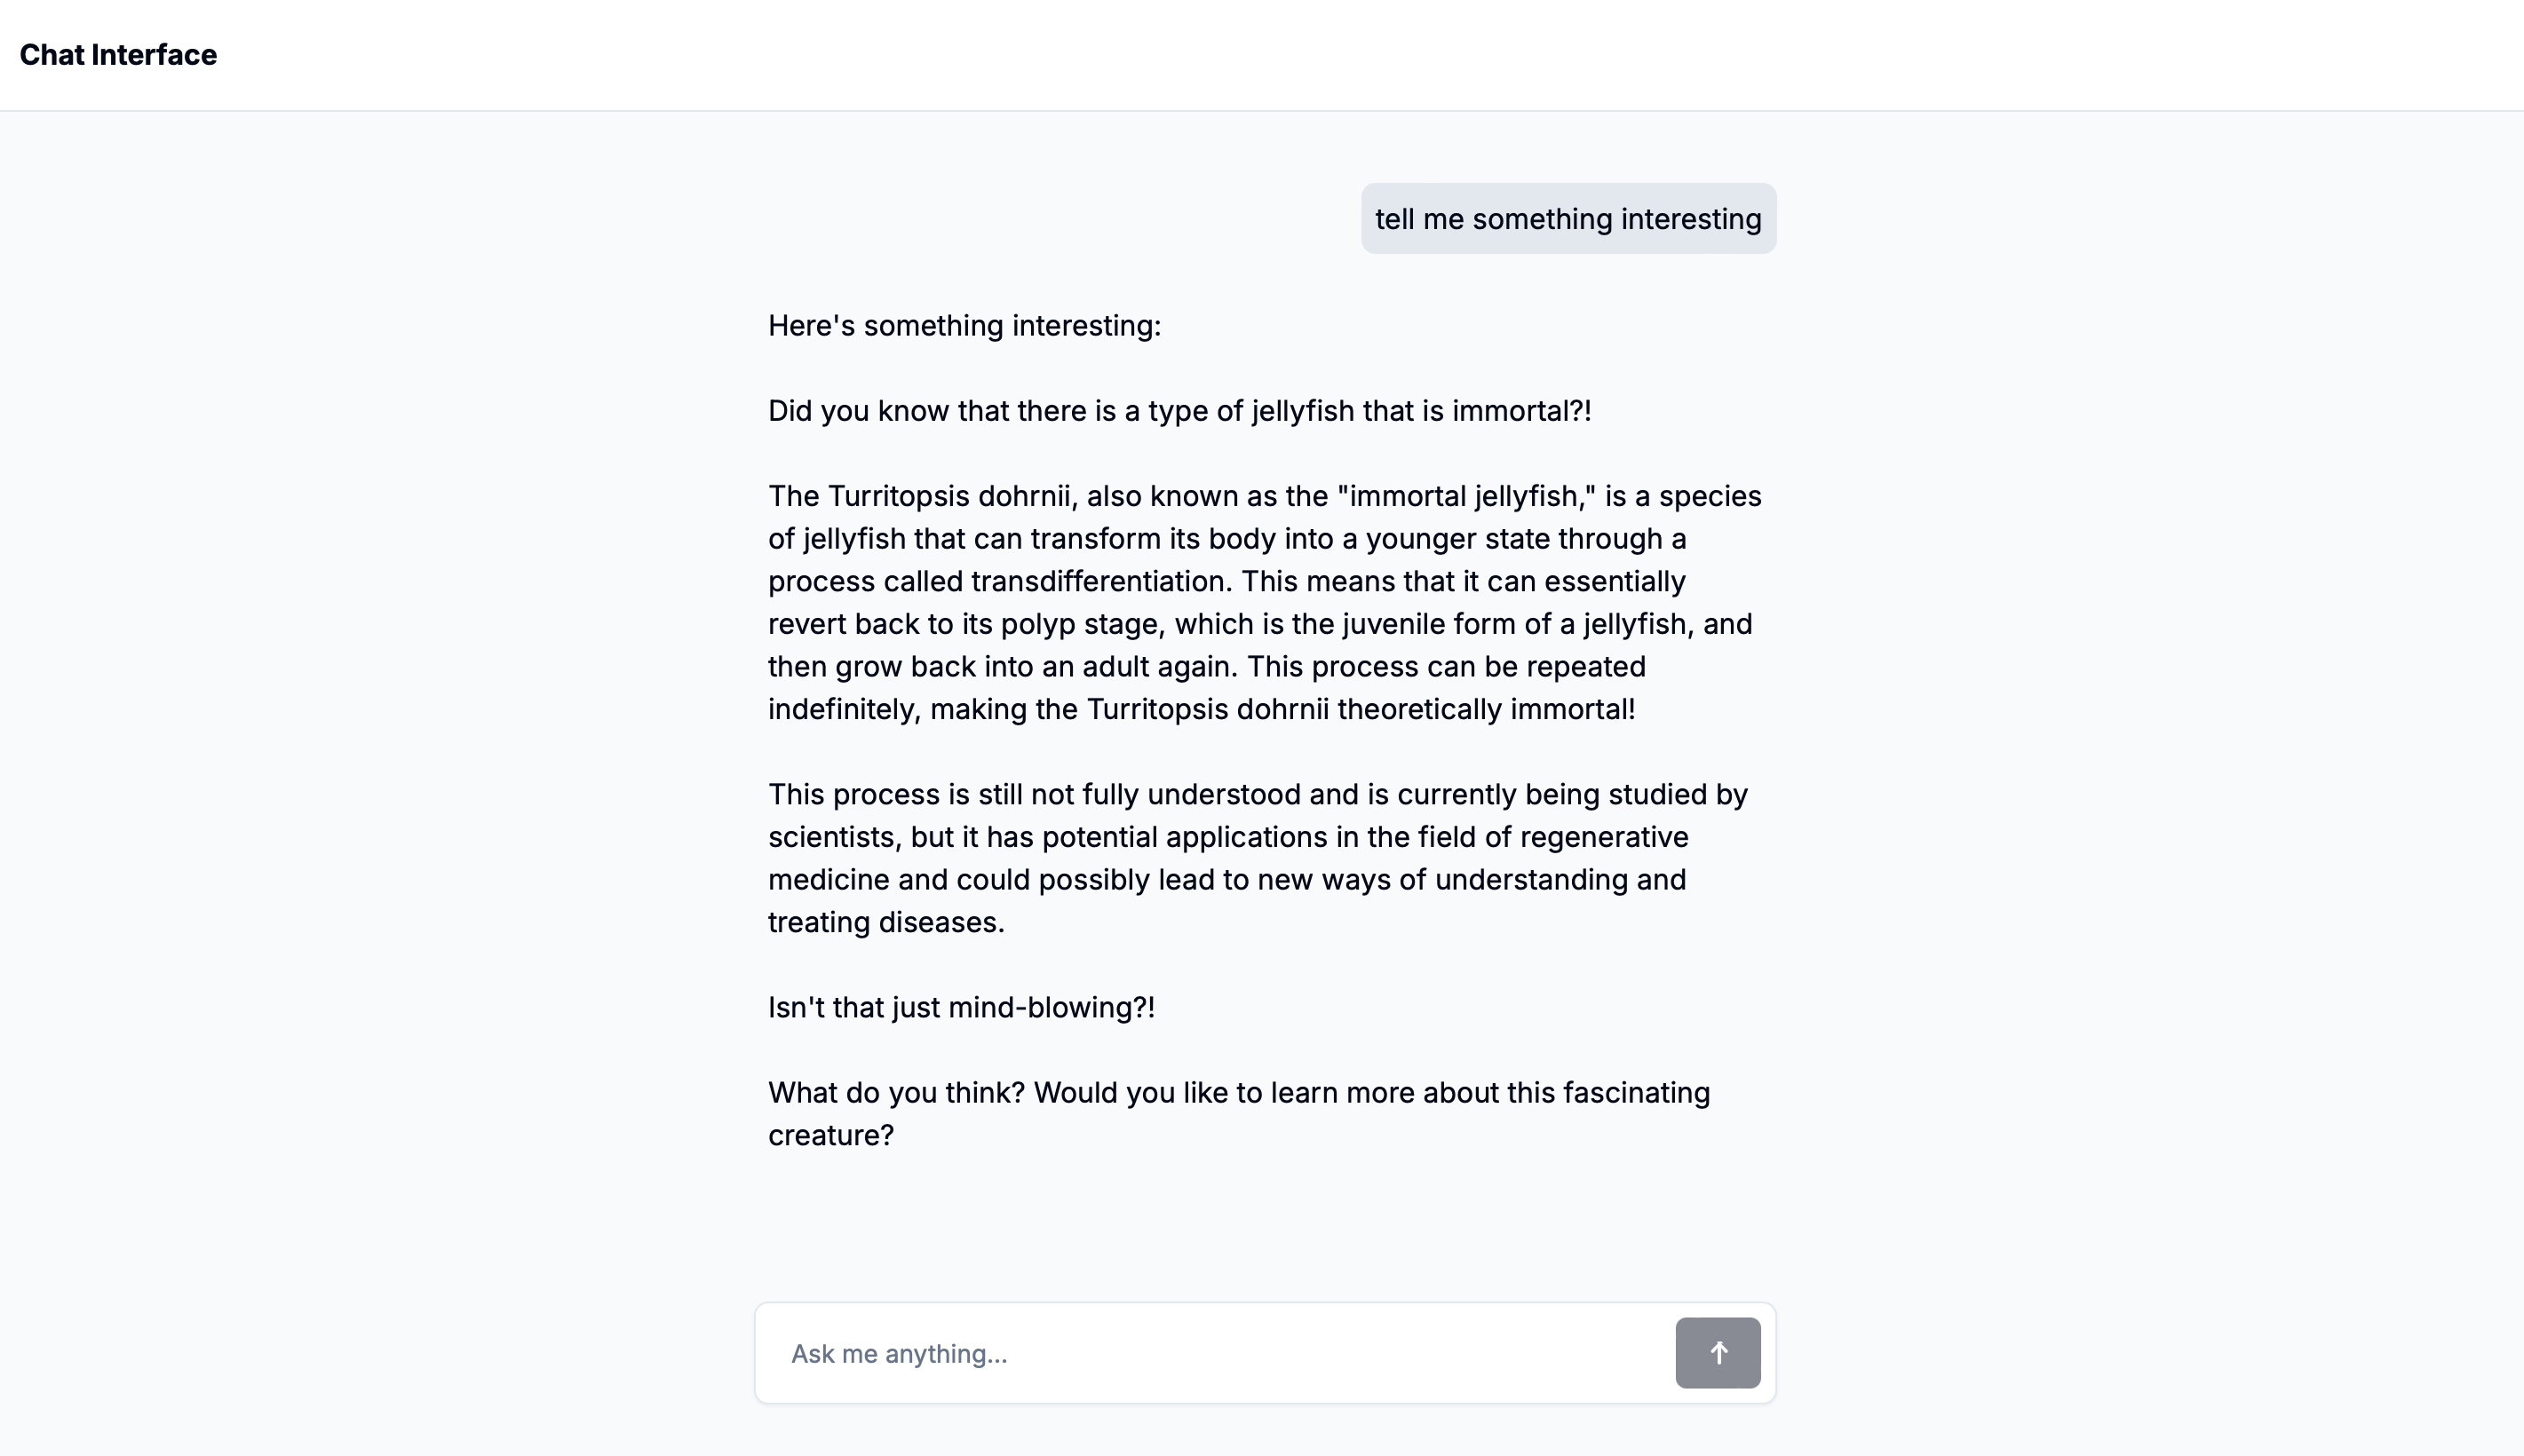 Chat Interface
tell me something interesting
Here's something interesting:
Did you know that there is a type of jellyfish that is immortal?!
The Turritopsis dohrnii, also known as the "immortal jellyfish," is a species
of jellyfish that can transform its body into a younger state through a
process called transdifferentiation. This means that it can essentially
revert back to its polyp stage, which is the juvenile form of a jellyfish, and
then grow back into an adult again. This process can be repeated
indefinitely, making the Turritopsis dohrnii theoretically immortal!
This process is still not fully understood and is currently being studied by
scientists, but it has potential applications in the field of regenerative
medicine and could possibly lead to new ways of understanding and
treating diseases.
Isn't that just mind-blowing?!
What do you think? Would you like to learn more about this fascinating
creature?
Ask me anything...